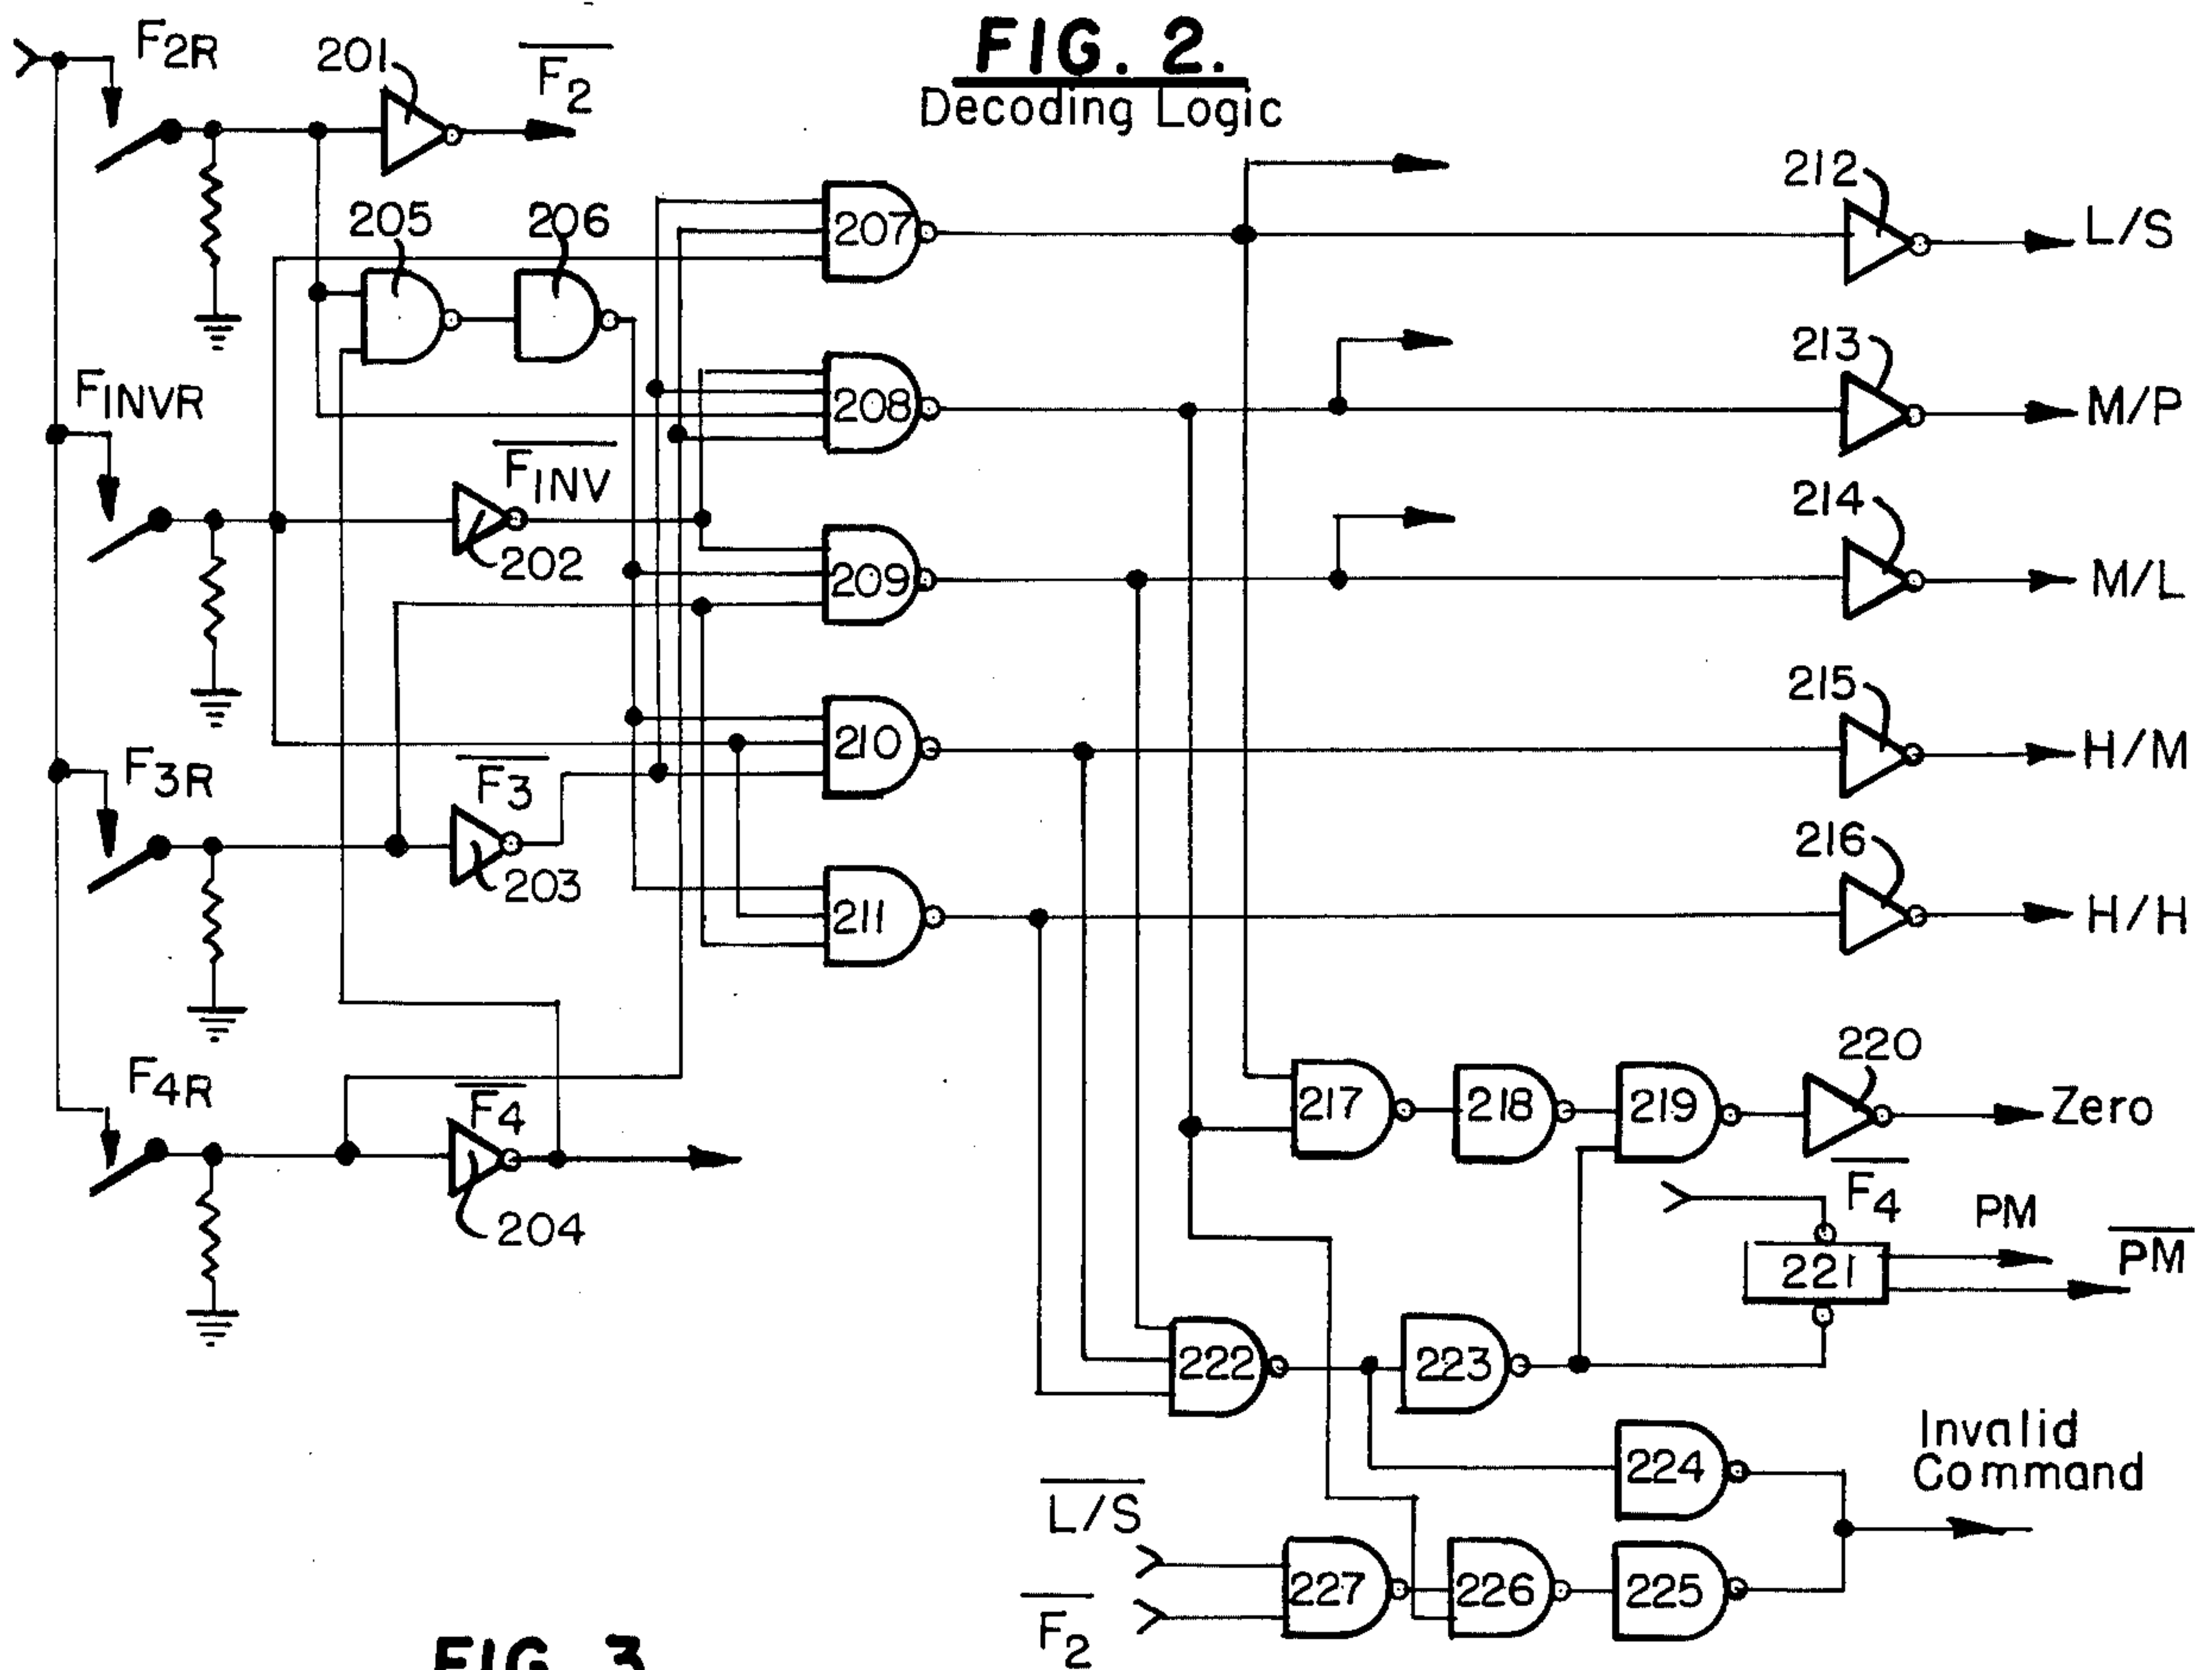 FIG. 2.
Decoding Logic
F2R
201
F2
205
206
207
212
L/S
FINVR
208
213
M/P
FINV
202
209
214
M/L
F3R
F3
203
210
215
H/M
211
216
H/H
F4R
F4
204
217
218
219
220
Zero
F4
221
PM
PM
222
223
224
Invalid
Command
L/S
F2
227
226
225
FIG. 3